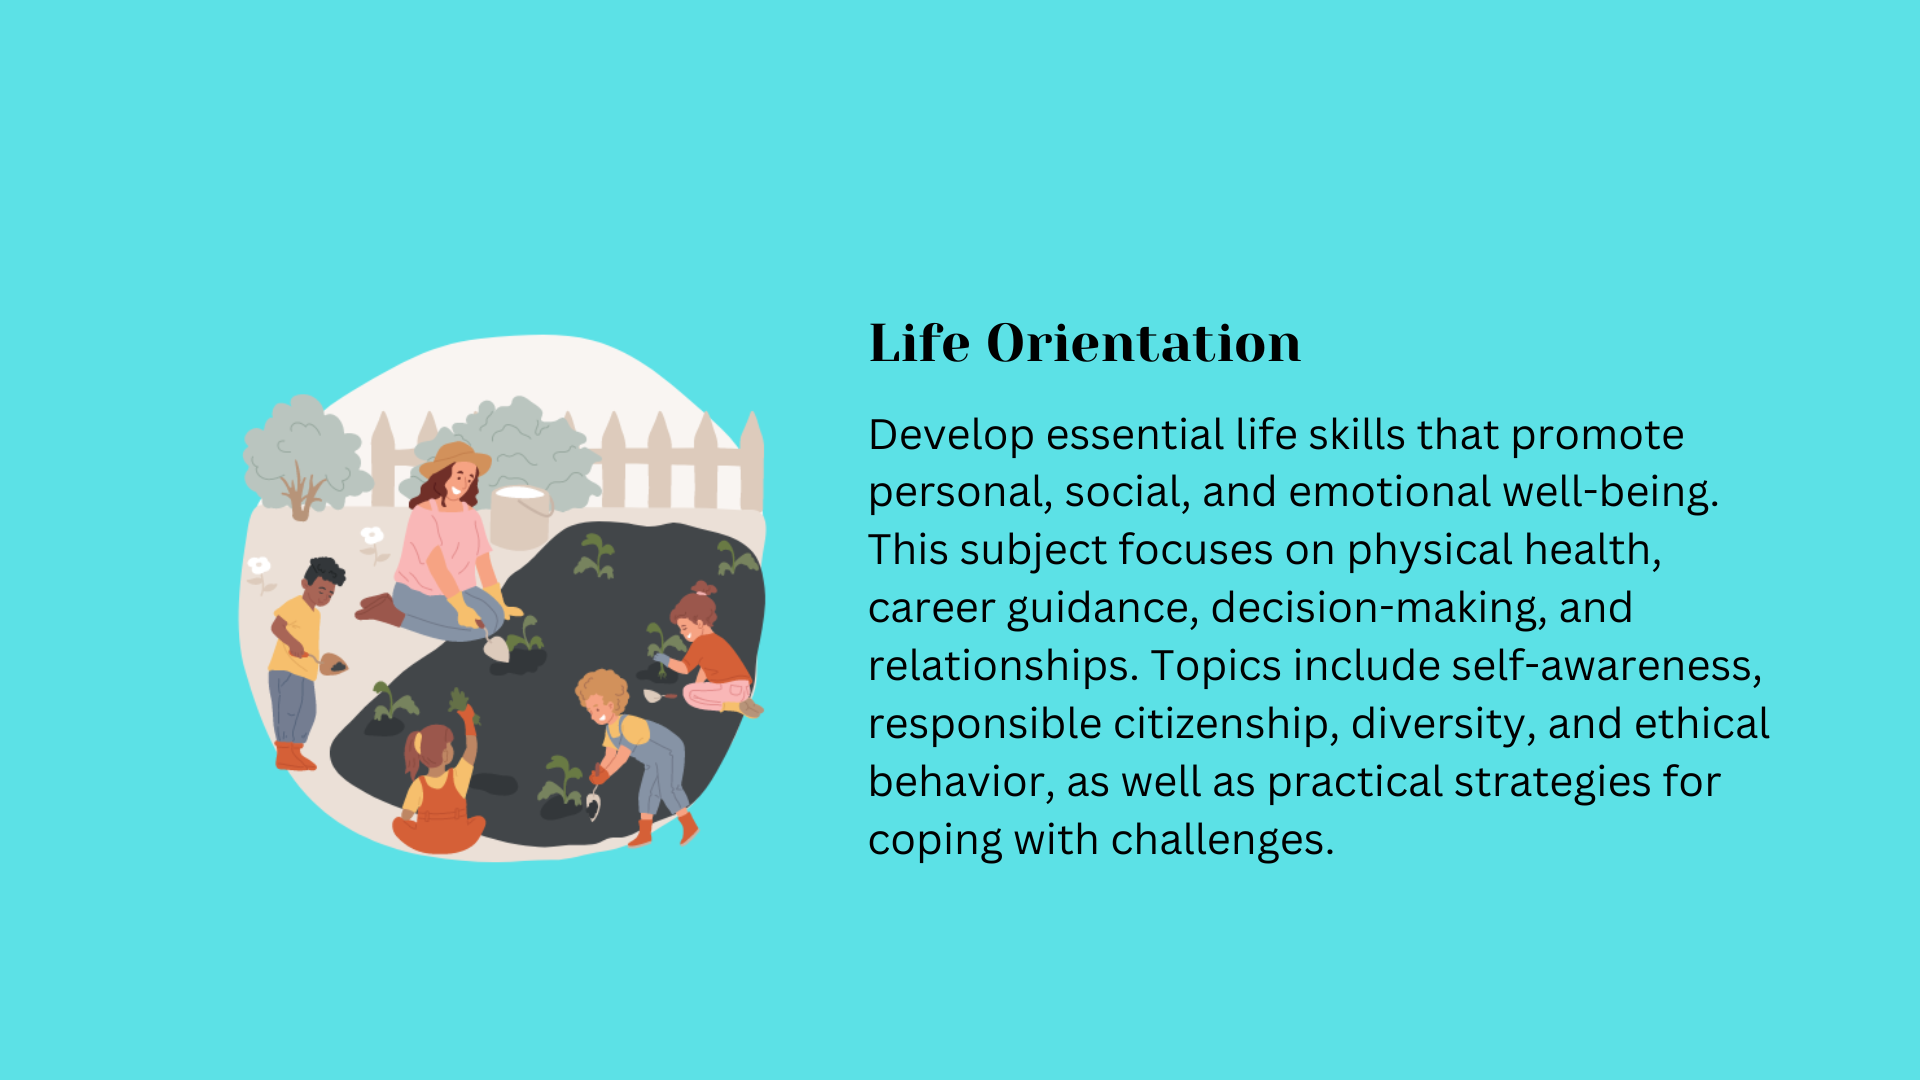 Life Orientation
Develop essential life skills that promote
personal, social, and emotional well-being.
This subject focuses on physical health,
career guidance, decision-making, and
relationships. Topics include self-awareness,
responsible citizenship, diversity, and ethical
behavior, as well as practical strategies for
coping with challenges.